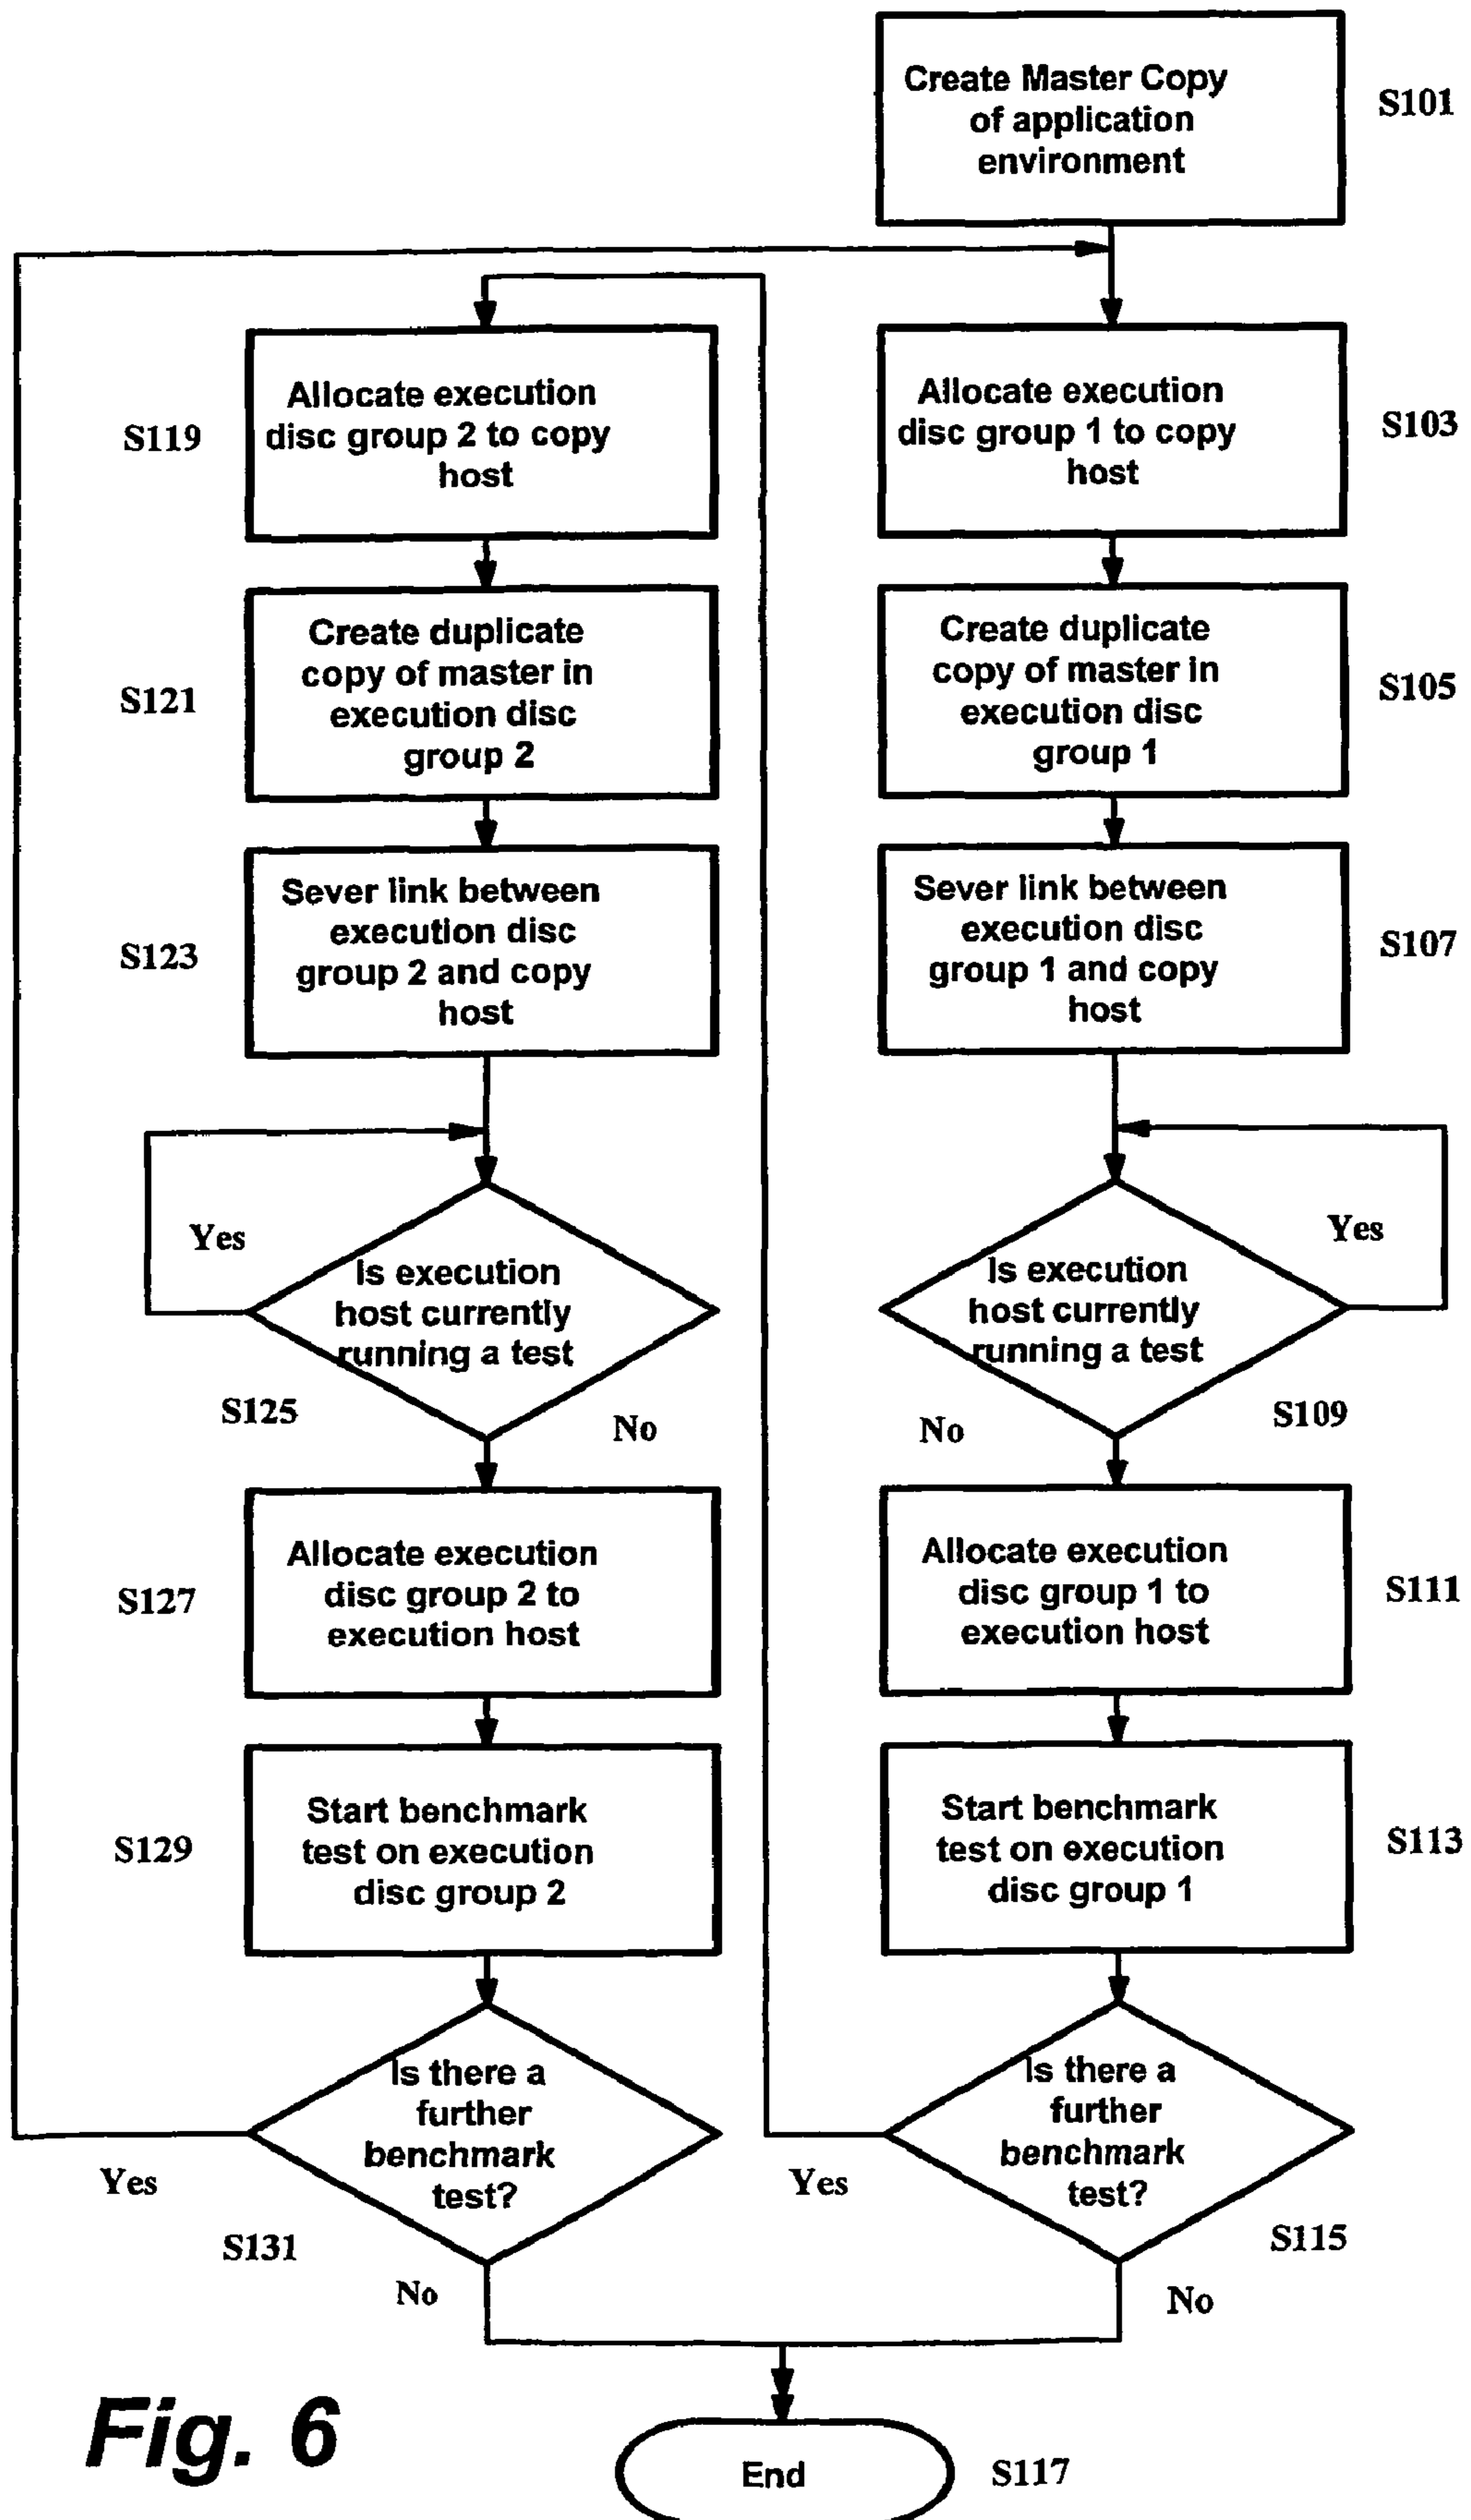 Create Master Copy
of application
environment
S101
Allocate execution
disc group 1 to copy
host
S103
Create duplicate
copy of master in
execution disc
group 1
S105
Sever link between
execution disc
group 1 and copy
host
S107
Is execution
host currently
running a test
Yes
No
S109
Allocate execution
disc group 1 to
execution host
S111
Start benchmark
test on execution
disc group 1
S113
Is there a
further
benchmark
test?
Yes
S115
No
Allocate execution
disc group 2 to copy
host
S119
Create duplicate
copy of master in
execution disc
group 2
S121
Sever link between
execution disc
group 2 and copy
host
S123
Yes
Is execution
host currently
running a test
S125
No
Allocate execution
disc group 2 to
execution host
S127
Start benchmark
test on execution
disc group 2
S129
Is there a
further
benchmark
test?
Yes
S131
No
End
S117
Fig. 6